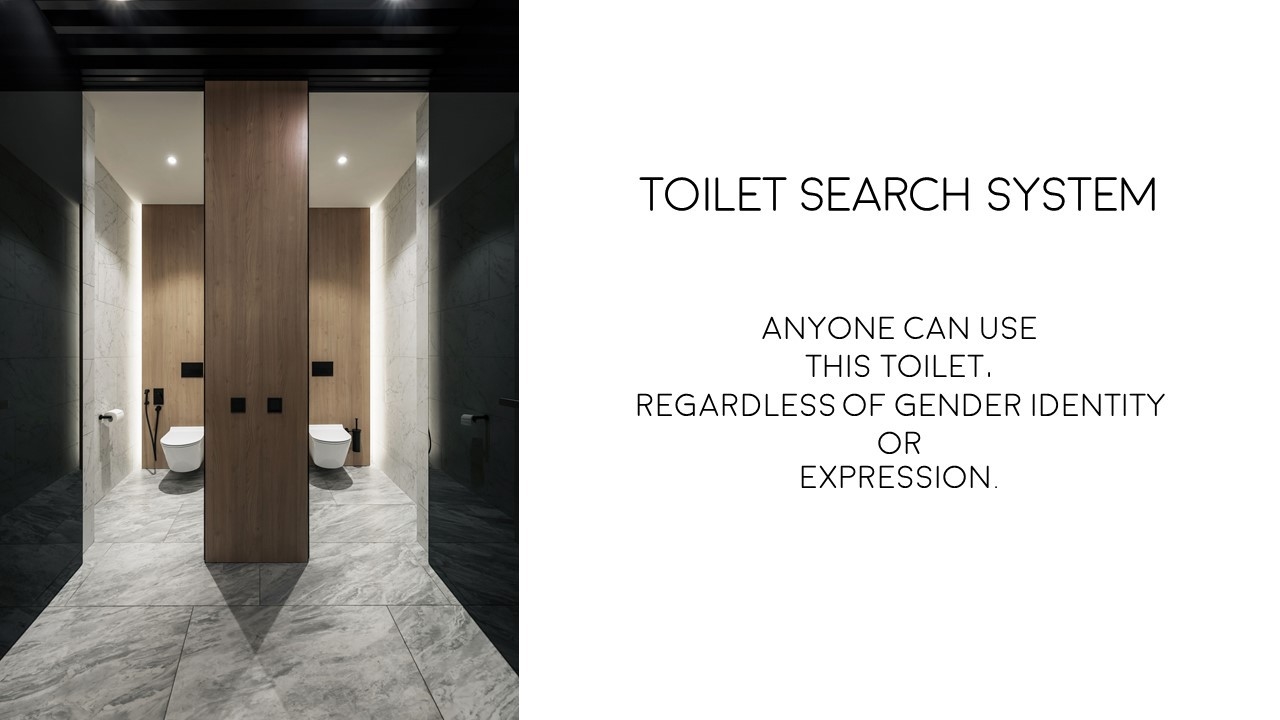 TOILET SEARCH SYSTEM
ANYONE CAN USE
THIS TOILET.
REGARDLESS OF GENDER IDENTITY
OR
EXPRESSION.